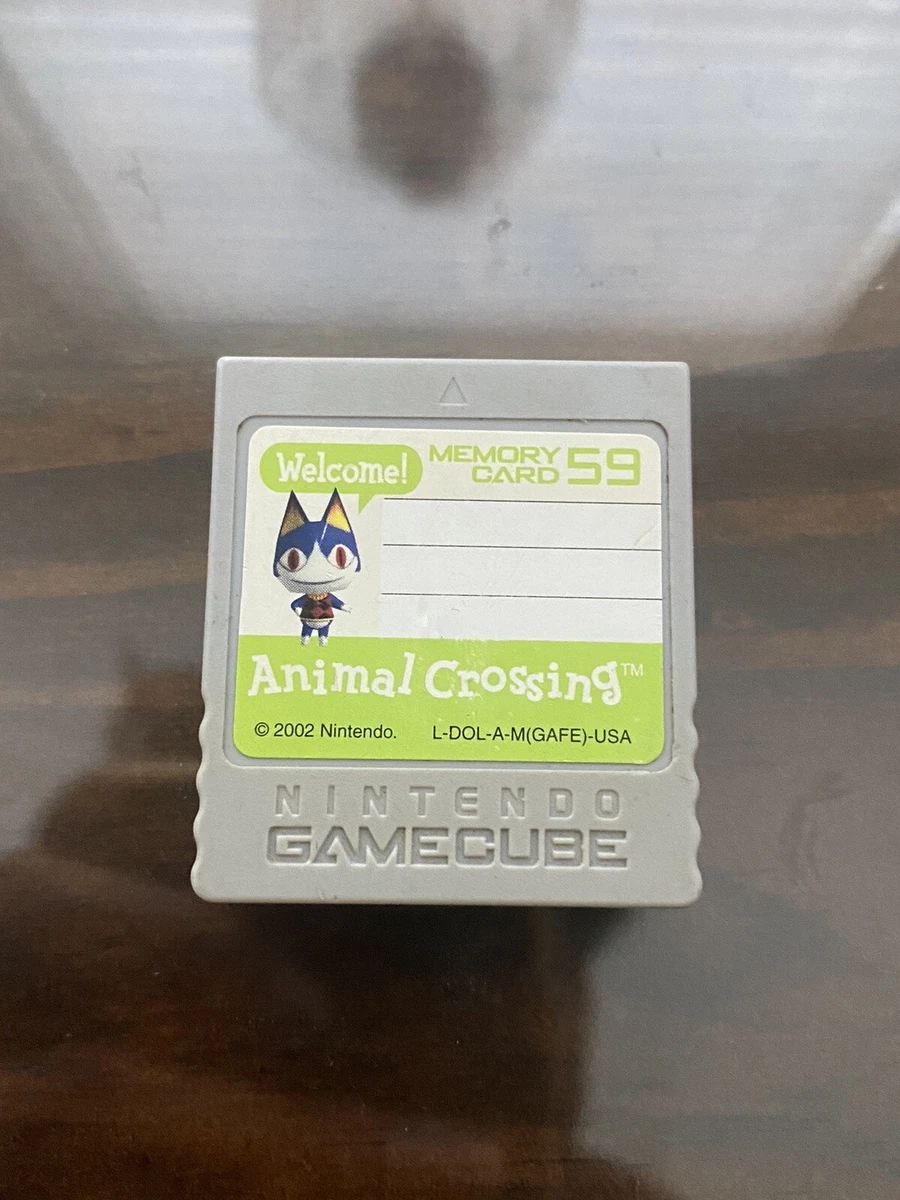 Welcome!
MEMORY
CARD 59
Animal Crossing™
© 2002 Nintendo. L-DOL-A-M(GAFE)-USA
NINTENDO
GAMECUBE